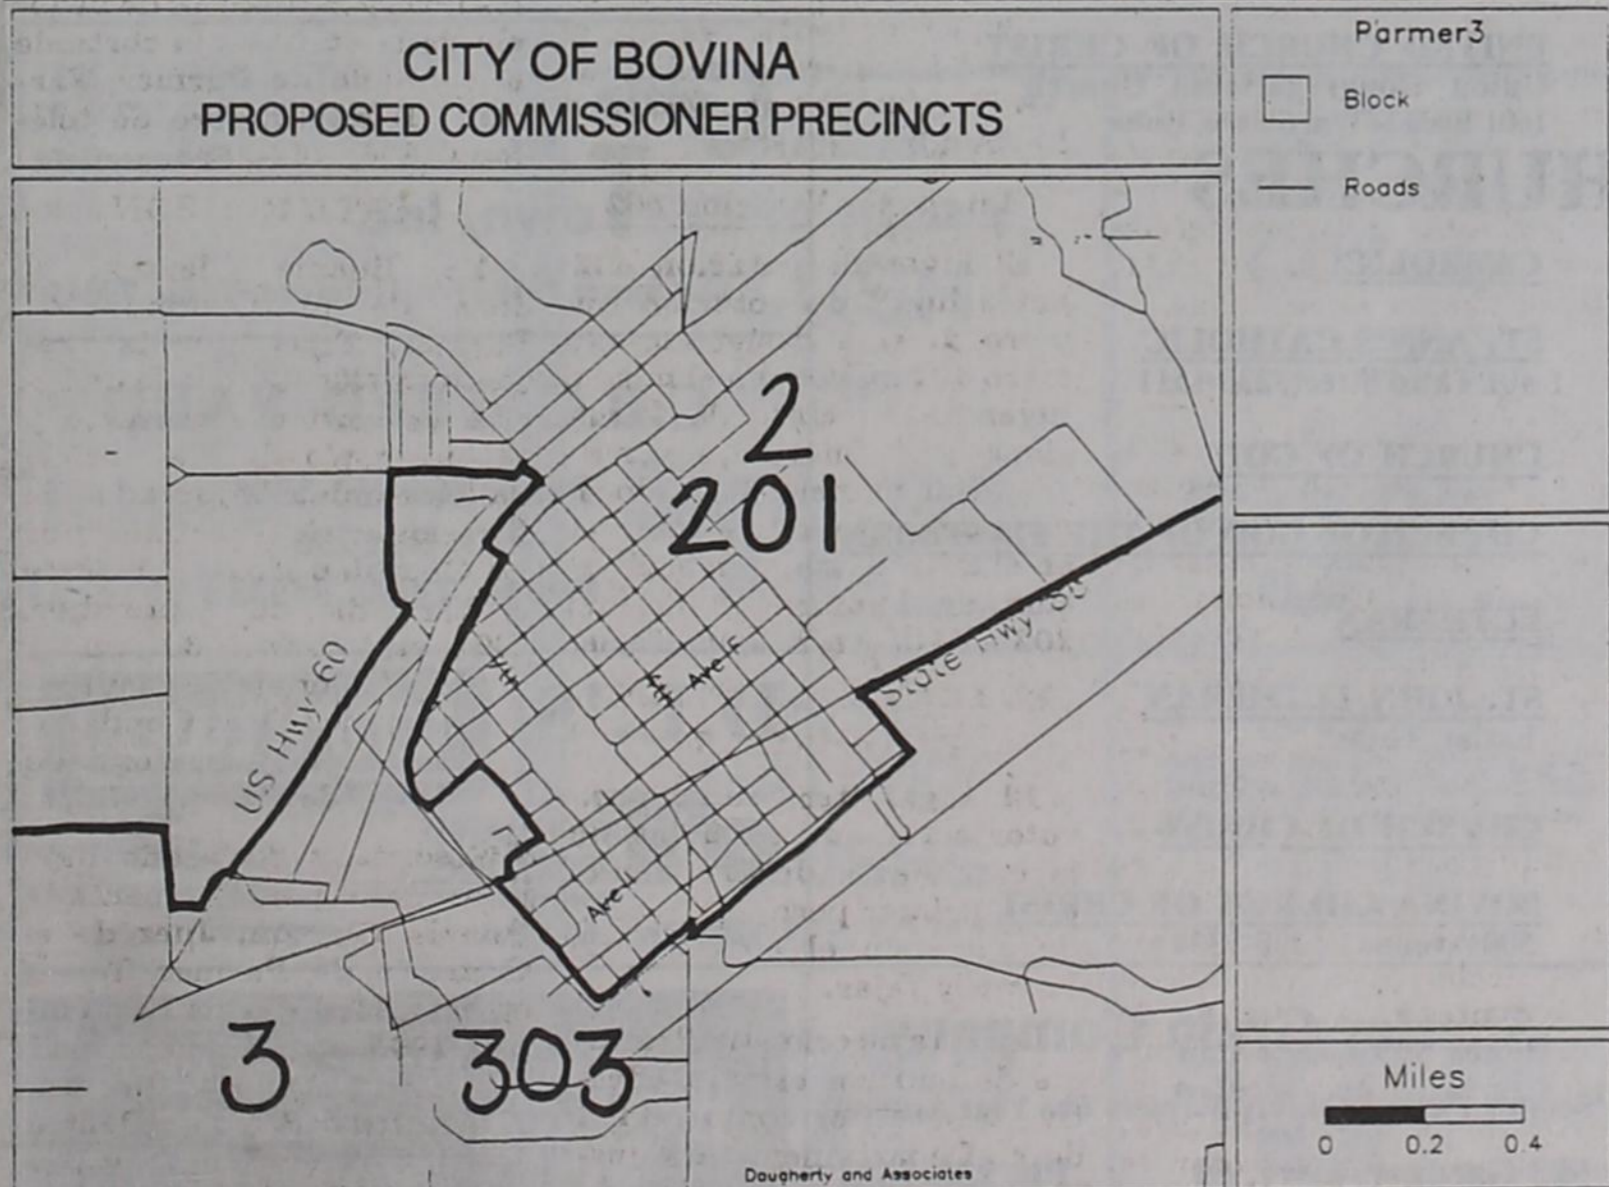 CITY OF BOVINA
PROPOSED COMMISSIONER PRECINCTS
Parmer3
Block
Roads
2
201
US Hwy 60
State Hwy
Ave F
Ave I
3
303
Miles
0 0.2 0.4
Daugherty and Associates